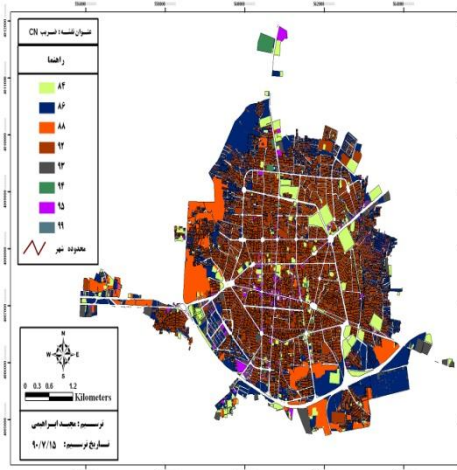 عنوان نقشه: ضریب CN
راهنما
۸۴
۸۶
۸۸
۹۲
۹۳
۹۴
۹۵
۹۹
محدوده شهر
N
W E
S
0 0.3 0.6 1.2
Kilometers
ترسیم: مجید ابراهیمی
تاریخ ترسیم: ۹۰/۷/۱۵